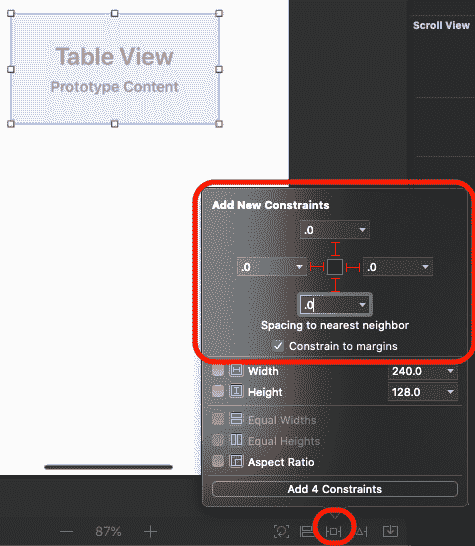 Scroll View
Table View
Prototype Content
Add New Constraints
.0
.0 .0
.0
Spacing to nearest neighbor
Constrain to margins
Width 240.0
Height 128.0
Equal Widths
Equal Heights
Aspect Ratio
Add 4 Constraints
87%